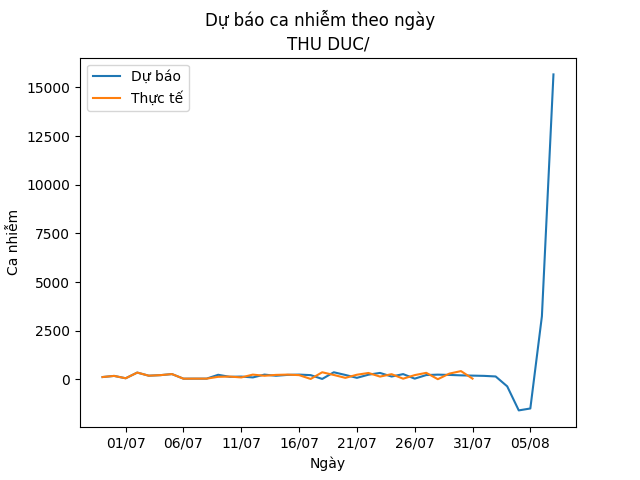 Dự báo ca nhiễm theo ngày
THU DUC/
Dự báo
Thực tế
15000
12500
10000
7500
5000
2500
0
Ca nhiễm
01/07 06/07 11/07 16/07 21/07 26/07 31/07 05/08
Ngày